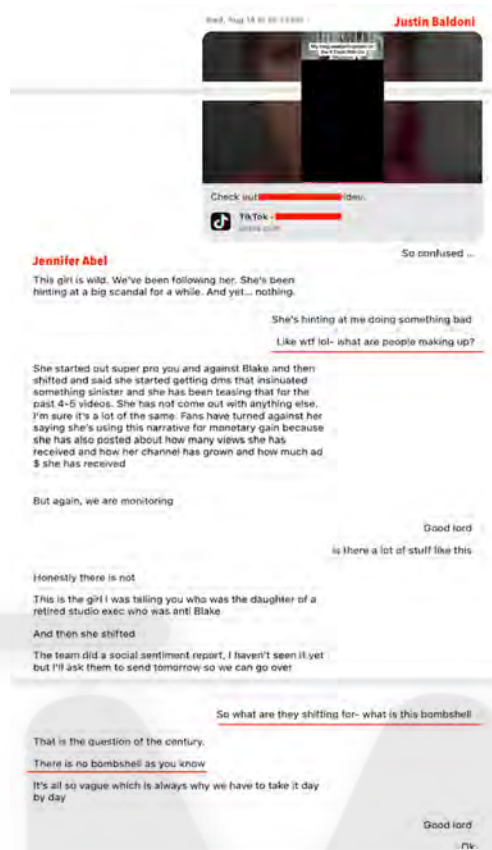 Wed, Aug 14 at
Justin Baldoni
Check out
TikTok -
So confused ...
Jennifer Abel
This girl is wild. We've been following her. She's been
hinting at a big scandal for a while. And yet... nothing.
She's hinting at me doing something bad
Like wtf lol- what are people making up?
She started out super pro you and against Blake and then
shifted and said she started getting dms that insinuated
something sinister and she has been teasing that for the
past 4-5 videos. She has not come out with anything else.
I'm sure it's a lot of the same. Fans have turned against her
saying she's using this narrative for monetary gain because
she has also posted about how many views she has
received and how her channel has grown and how much ad
$ she has received
But again, we are monitoring
Good lord
is there a lot of stuff like this
Honestly there is not
This is the girl I was telling you who was the daughter of a
retired studio exec who was anti Blake
And then she shifted
The team did a social sentiment report, I haven't seen it yet
but I'll ask them to send tomorrow so we can go over
So what are they shifting for- what is this bombshell
That is the question of the century.
There is no bombshell as you know
It's all so vague which is always why we have to take it day
by day
Good lord
Ok